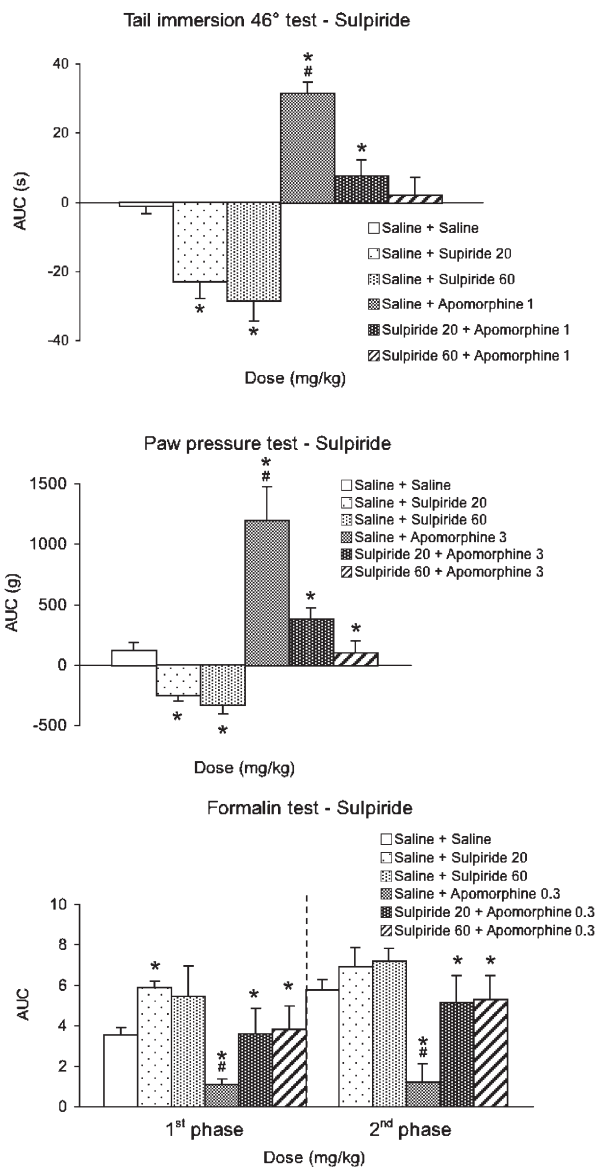 Tail immersion 46° test - Sulpiride
*
#
40
*
20
AUC (s)
0
Saline + Saline
Saline + Supiride 20
-20
Saline + Sulpiride 60
*
Saline + Apomorphine 1
*
Sulpiride 20 + Apomorphine 1
-40
Sulpiride 60 + Apomorphine 1
Dose (mg/kg)
Paw pressure test - Sulpiride
*
#
1500
Saline + Saline
Saline + Sulpiride 20
Saline + Sulpiride 60
1000
Saline + Apomorphine 3
Sulpiride 20 + Apomorphine 3
Sulpiride 60 + Apomorphine 3
AUC (g)
500
*
*
0
*
*
-500
Dose (mg/kg)
Formalin test - Sulpiride
Saline + Saline
Saline + Sulpiride 20
Saline + Sulpiride 60
Saline + Apomorphine 0.3
10
Sulpiride 20 + Apomorphine 0.3
Sulpiride 60 + Apomorphine 0.3
8
*
* *
6
* *
AUC
4
*
#
*
#
2
0
1st phase 2nd phase
Dose (mg/kg)